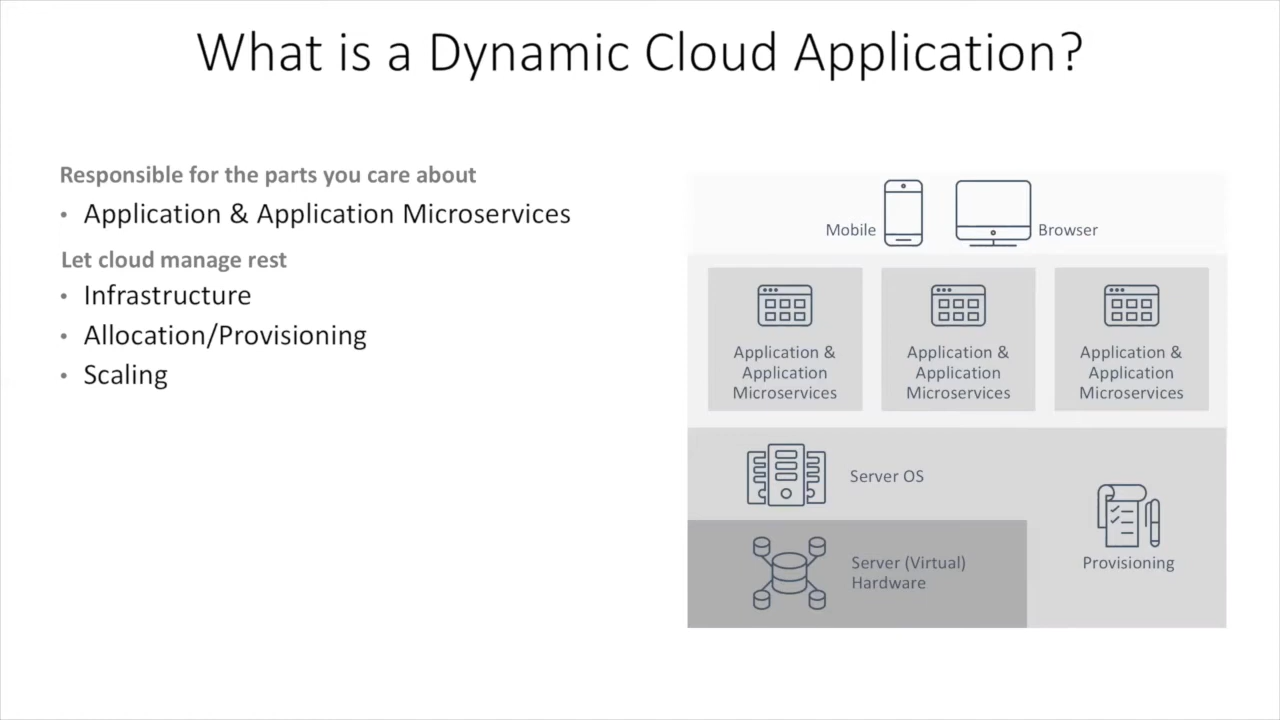 What is a Dynamic Cloud Application?
Responsible for the parts you care about
• Application & Application Microservices
Let cloud manage rest
• Infrastructure
• Allocation/Provisioning
• Scaling
Mobile
Browser
Application &
Application
Microservices
Application &
Application
Microservices
Application &
Application
Microservices
Server OS
Server (Virtual)
Hardware
Provisioning